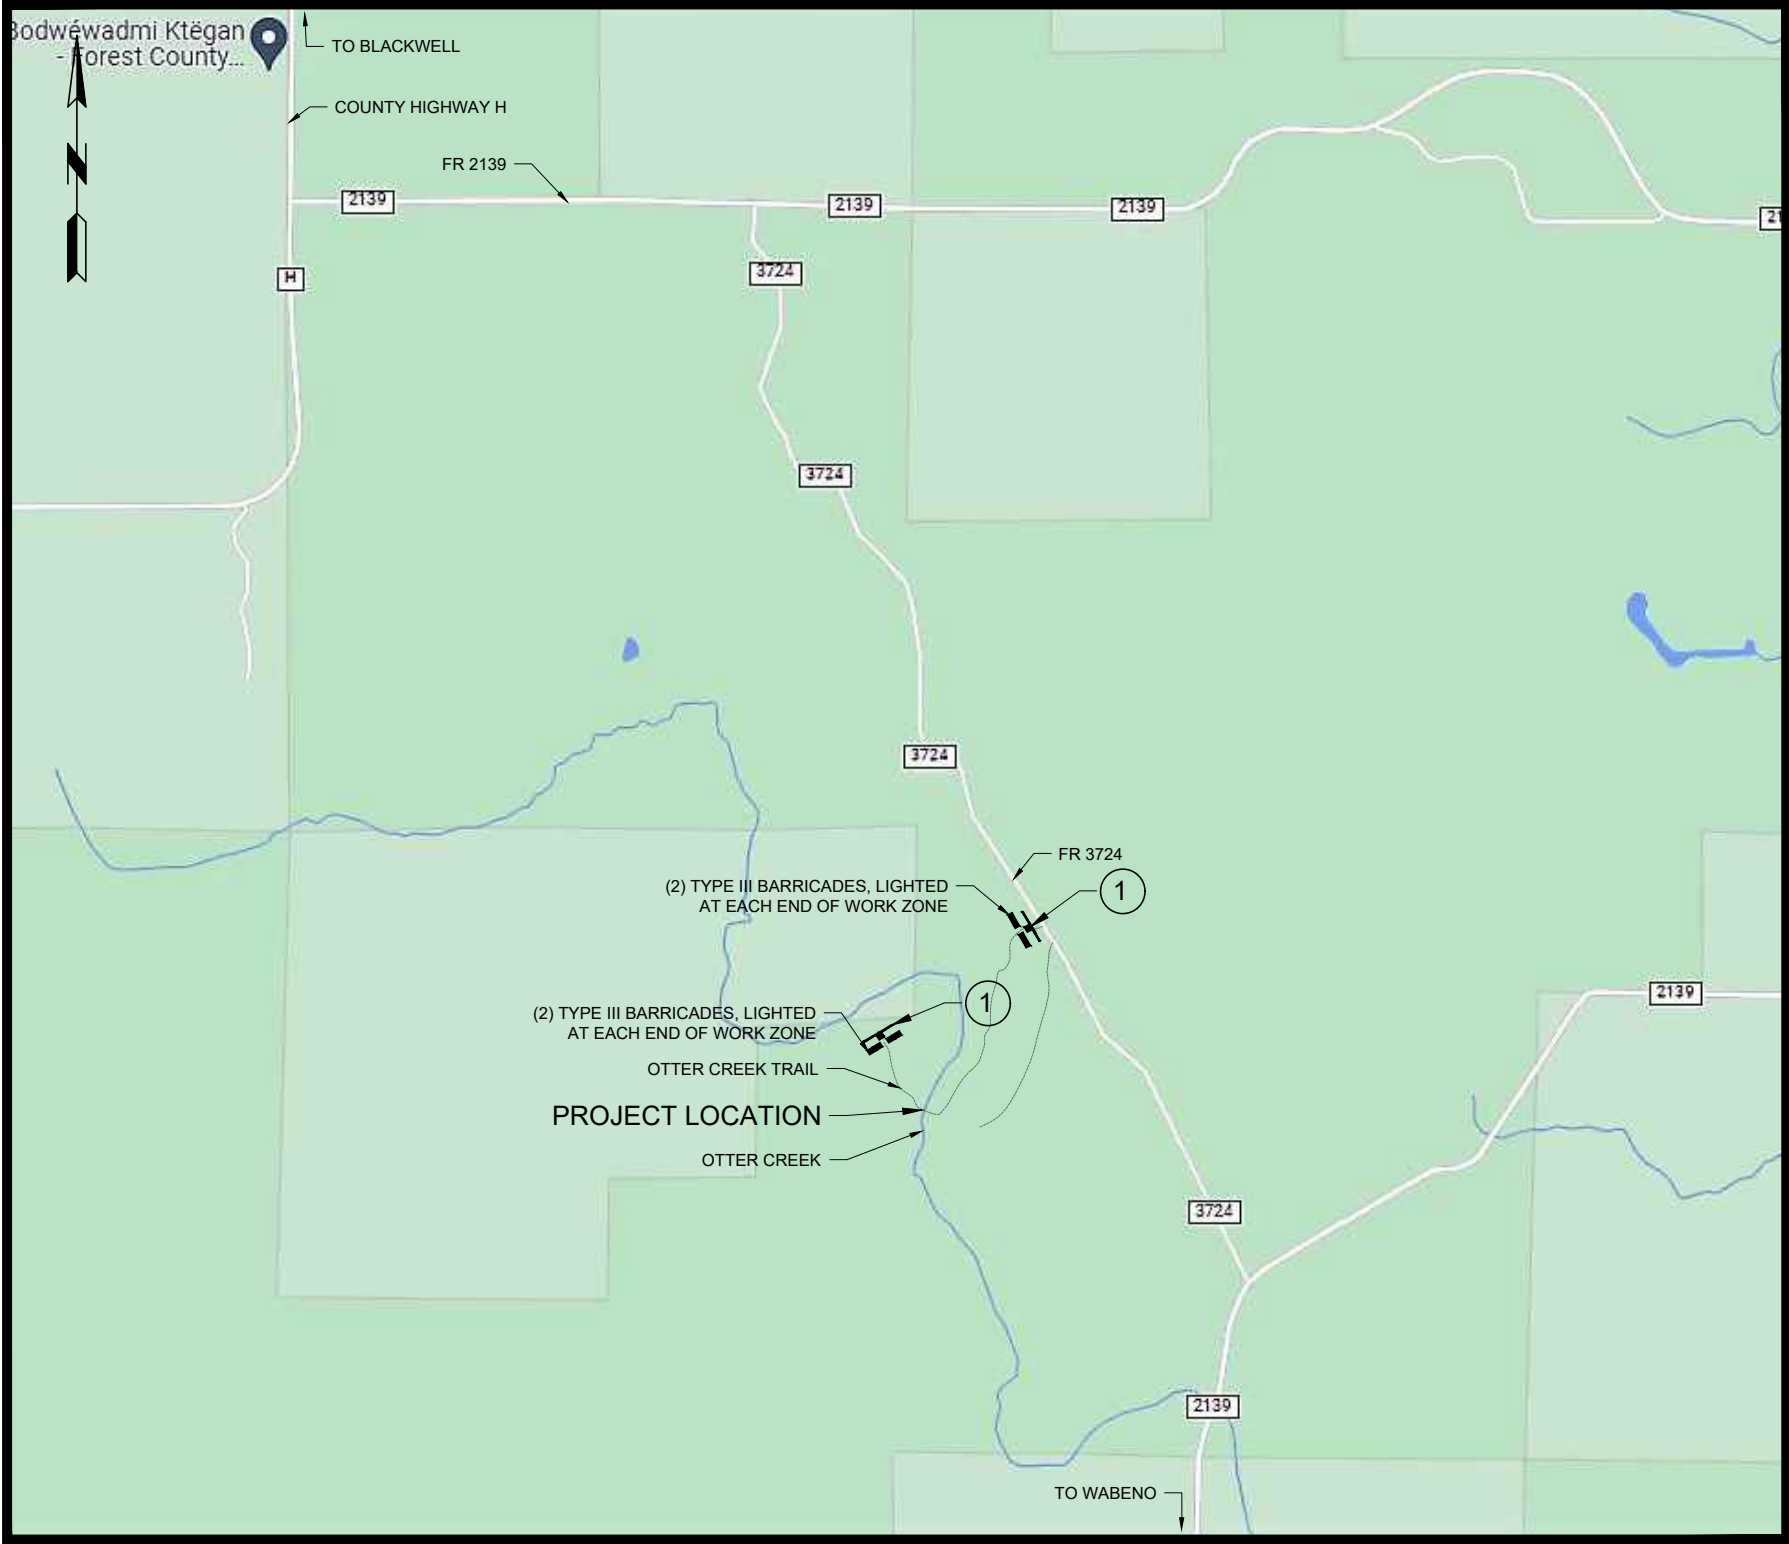 Bodwéwadmi Ktëgan
- Forest County...
TO BLACKWELL
COUNTY HIGHWAY H
FR 2139
N
2139
2139
2139
21
3724
H
3724
3724
FR 3724
(2) TYPE III BARRICADES, LIGHTED
AT EACH END OF WORK ZONE
1
(2) TYPE III BARRICADES, LIGHTED
AT EACH END OF WORK ZONE
1
2139
OTTER CREEK TRAIL
PROJECT LOCATION
OTTER CREEK
3724
2139
TO WABENO